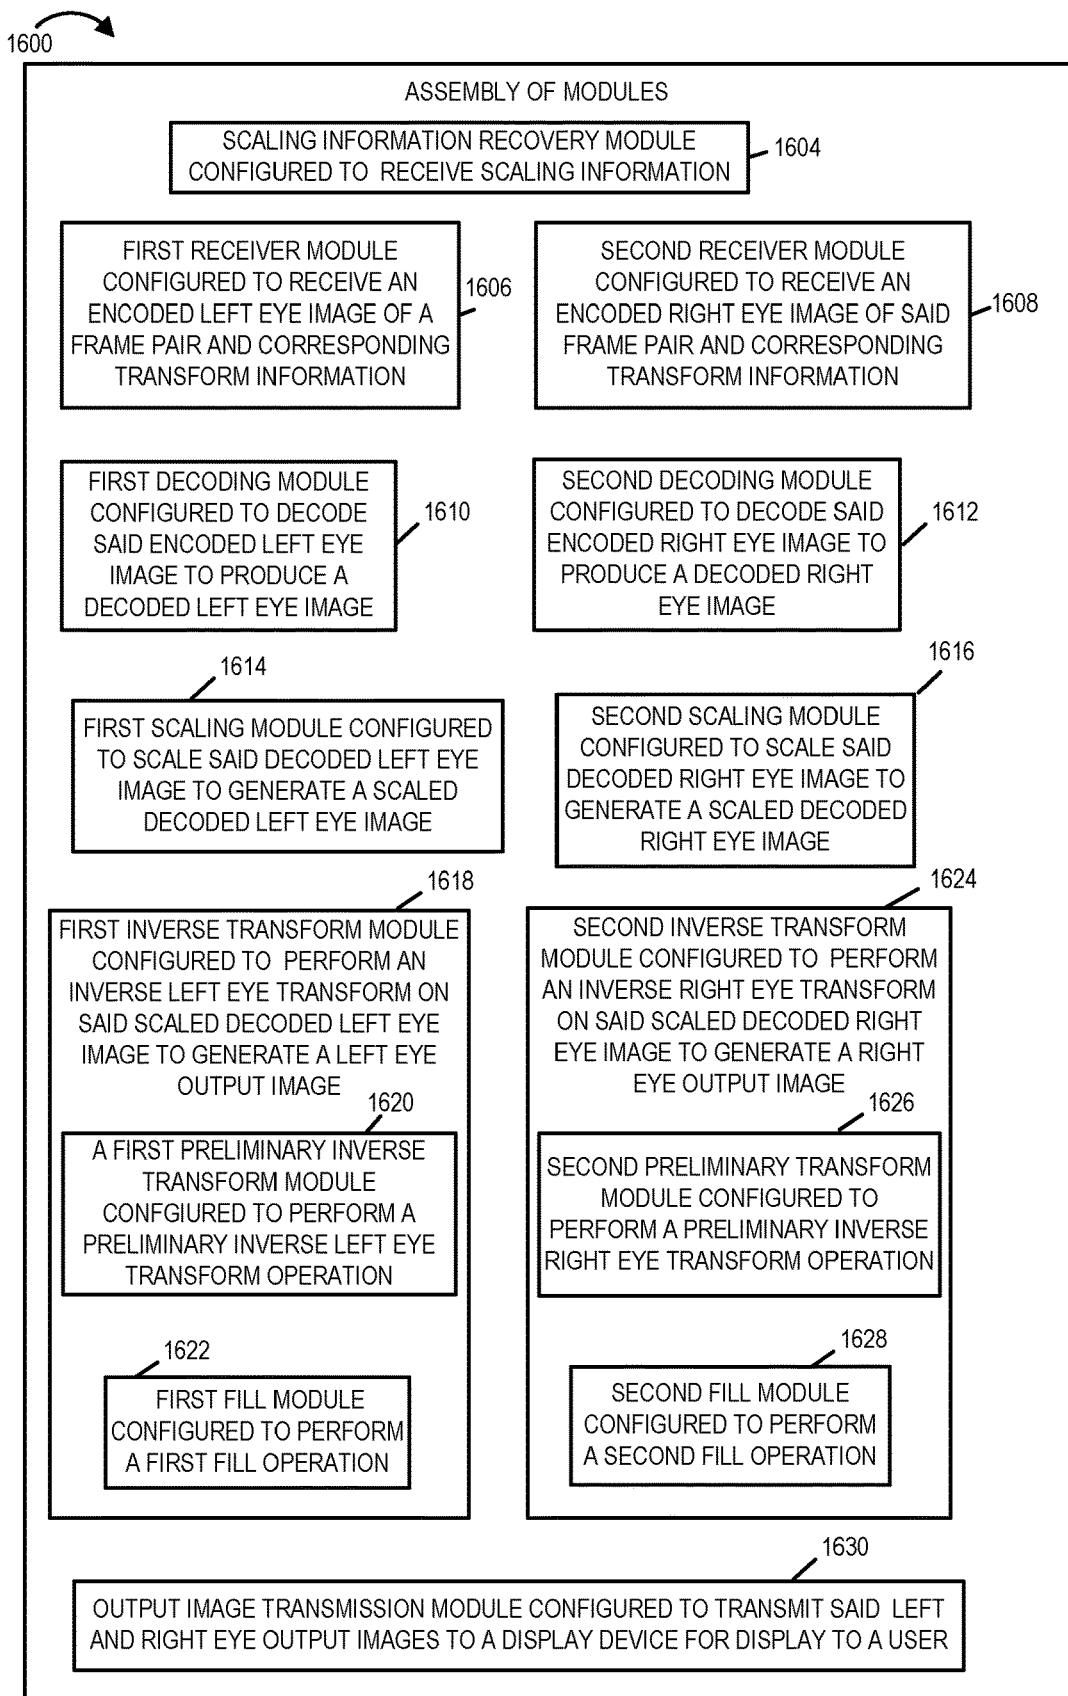 1600
ASSEMBLY OF MODULES
SCALING INFORMATION RECOVERY MODULE
CONFIGURED TO RECEIVE SCALING INFORMATION
1604
FIRST RECEIVER MODULE
CONFIGURED TO RECEIVE AN
ENCODED LEFT EYE IMAGE OF A
FRAME PAIR AND CORRESPONDING
TRANSFORM INFORMATION
1606
SECOND RECEIVER MODULE
CONFIGURED TO RECEIVE AN
ENCODED RIGHT EYE IMAGE OF SAID
FRAME PAIR AND CORRESPONDING
TRANSFORM INFORMATION
1608
FIRST DECODING MODULE
CONFIGURED TO DECODE
SAID ENCODED LEFT EYE
IMAGE TO PRODUCE A
DECODED LEFT EYE IMAGE
1610
SECOND DECODING MODULE
CONFIGURED TO DECODE SAID
ENCODED RIGHT EYE IMAGE TO
PRODUCE A DECODED RIGHT
EYE IMAGE
1612
1614
FIRST SCALING MODULE CONFIGURED
TO SCALE SAID DECODED LEFT EYE
IMAGE TO GENERATE A SCALED
DECODED LEFT EYE IMAGE
1616
SECOND SCALING MODULE
CONFIGURED TO SCALE SAID
DECODED RIGHT EYE IMAGE TO
GENERATE A SCALED DECODED
RIGHT EYE IMAGE
1618
FIRST INVERSE TRANSFORM MODULE
CONFIGURED TO PERFORM AN
INVERSE LEFT EYE TRANSFORM ON
SAID SCALED DECODED LEFT EYE
IMAGE TO GENERATE A LEFT EYE
OUTPUT IMAGE
1620
A FIRST PRELIMINARY INVERSE
TRANSFORM MODULE
CONFGIURED TO PERFORM A
PRELIMINARY INVERSE LEFT EYE
TRANSFORM OPERATION
1622
FIRST FILL MODULE
CONFIGURED TO PERFORM
A FIRST FILL OPERATION
1624
SECOND INVERSE TRANSFORM
MODULE CONFIGURED TO PERFORM
AN INVERSE RIGHT EYE TRANSFORM
ON SAID SCALED DECODED RIGHT
EYE IMAGE TO GENERATE A RIGHT
EYE OUTPUT IMAGE
1626
SECOND PRELIMINARY TRANSFORM
MODULE CONFIGURED TO
PERFORM A PRELIMINARY INVERSE
RIGHT EYE TRANSFORM OPERATION
1628
SECOND FILL MODULE
CONFIGURED TO PERFORM
A SECOND FILL OPERATION
1630
OUTPUT IMAGE TRANSMISSION MODULE CONFIGURED TO TRANSMIT SAID LEFT
AND RIGHT EYE OUTPUT IMAGES TO A DISPLAY DEVICE FOR DISPLAY TO A USER